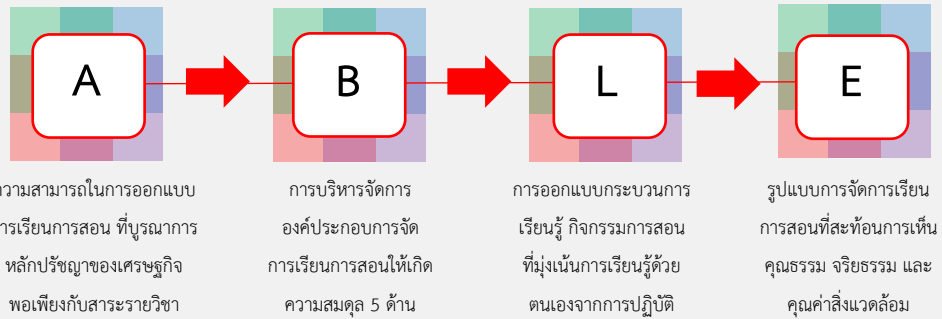 A
B
L
E
ความสามารถในการออกแบบ
การเรียนการสอน ที่บูรณาการ
หลักปรัชญาของเศรษฐกิจ
พอเพียงกับสาระรายวิชา
การบริหารจัดการ
องค์ประกอบการจัด
การเรียนการสอนให้เกิด
ความสมดุล 5 ด้าน
การออกแบบกระบวนการ
เรียนรู้ กิจกรรมการสอน
ที่มุ่งเน้นการเรียนรู้ด้วย
ตนเองจากการปฏิบัติ
รูปแบบการจัดการเรียน
การสอนที่สะท้อนการเห็น
คุณธรรม จริยธรรม และ
คุณค่าสิ่งแวดล้อม